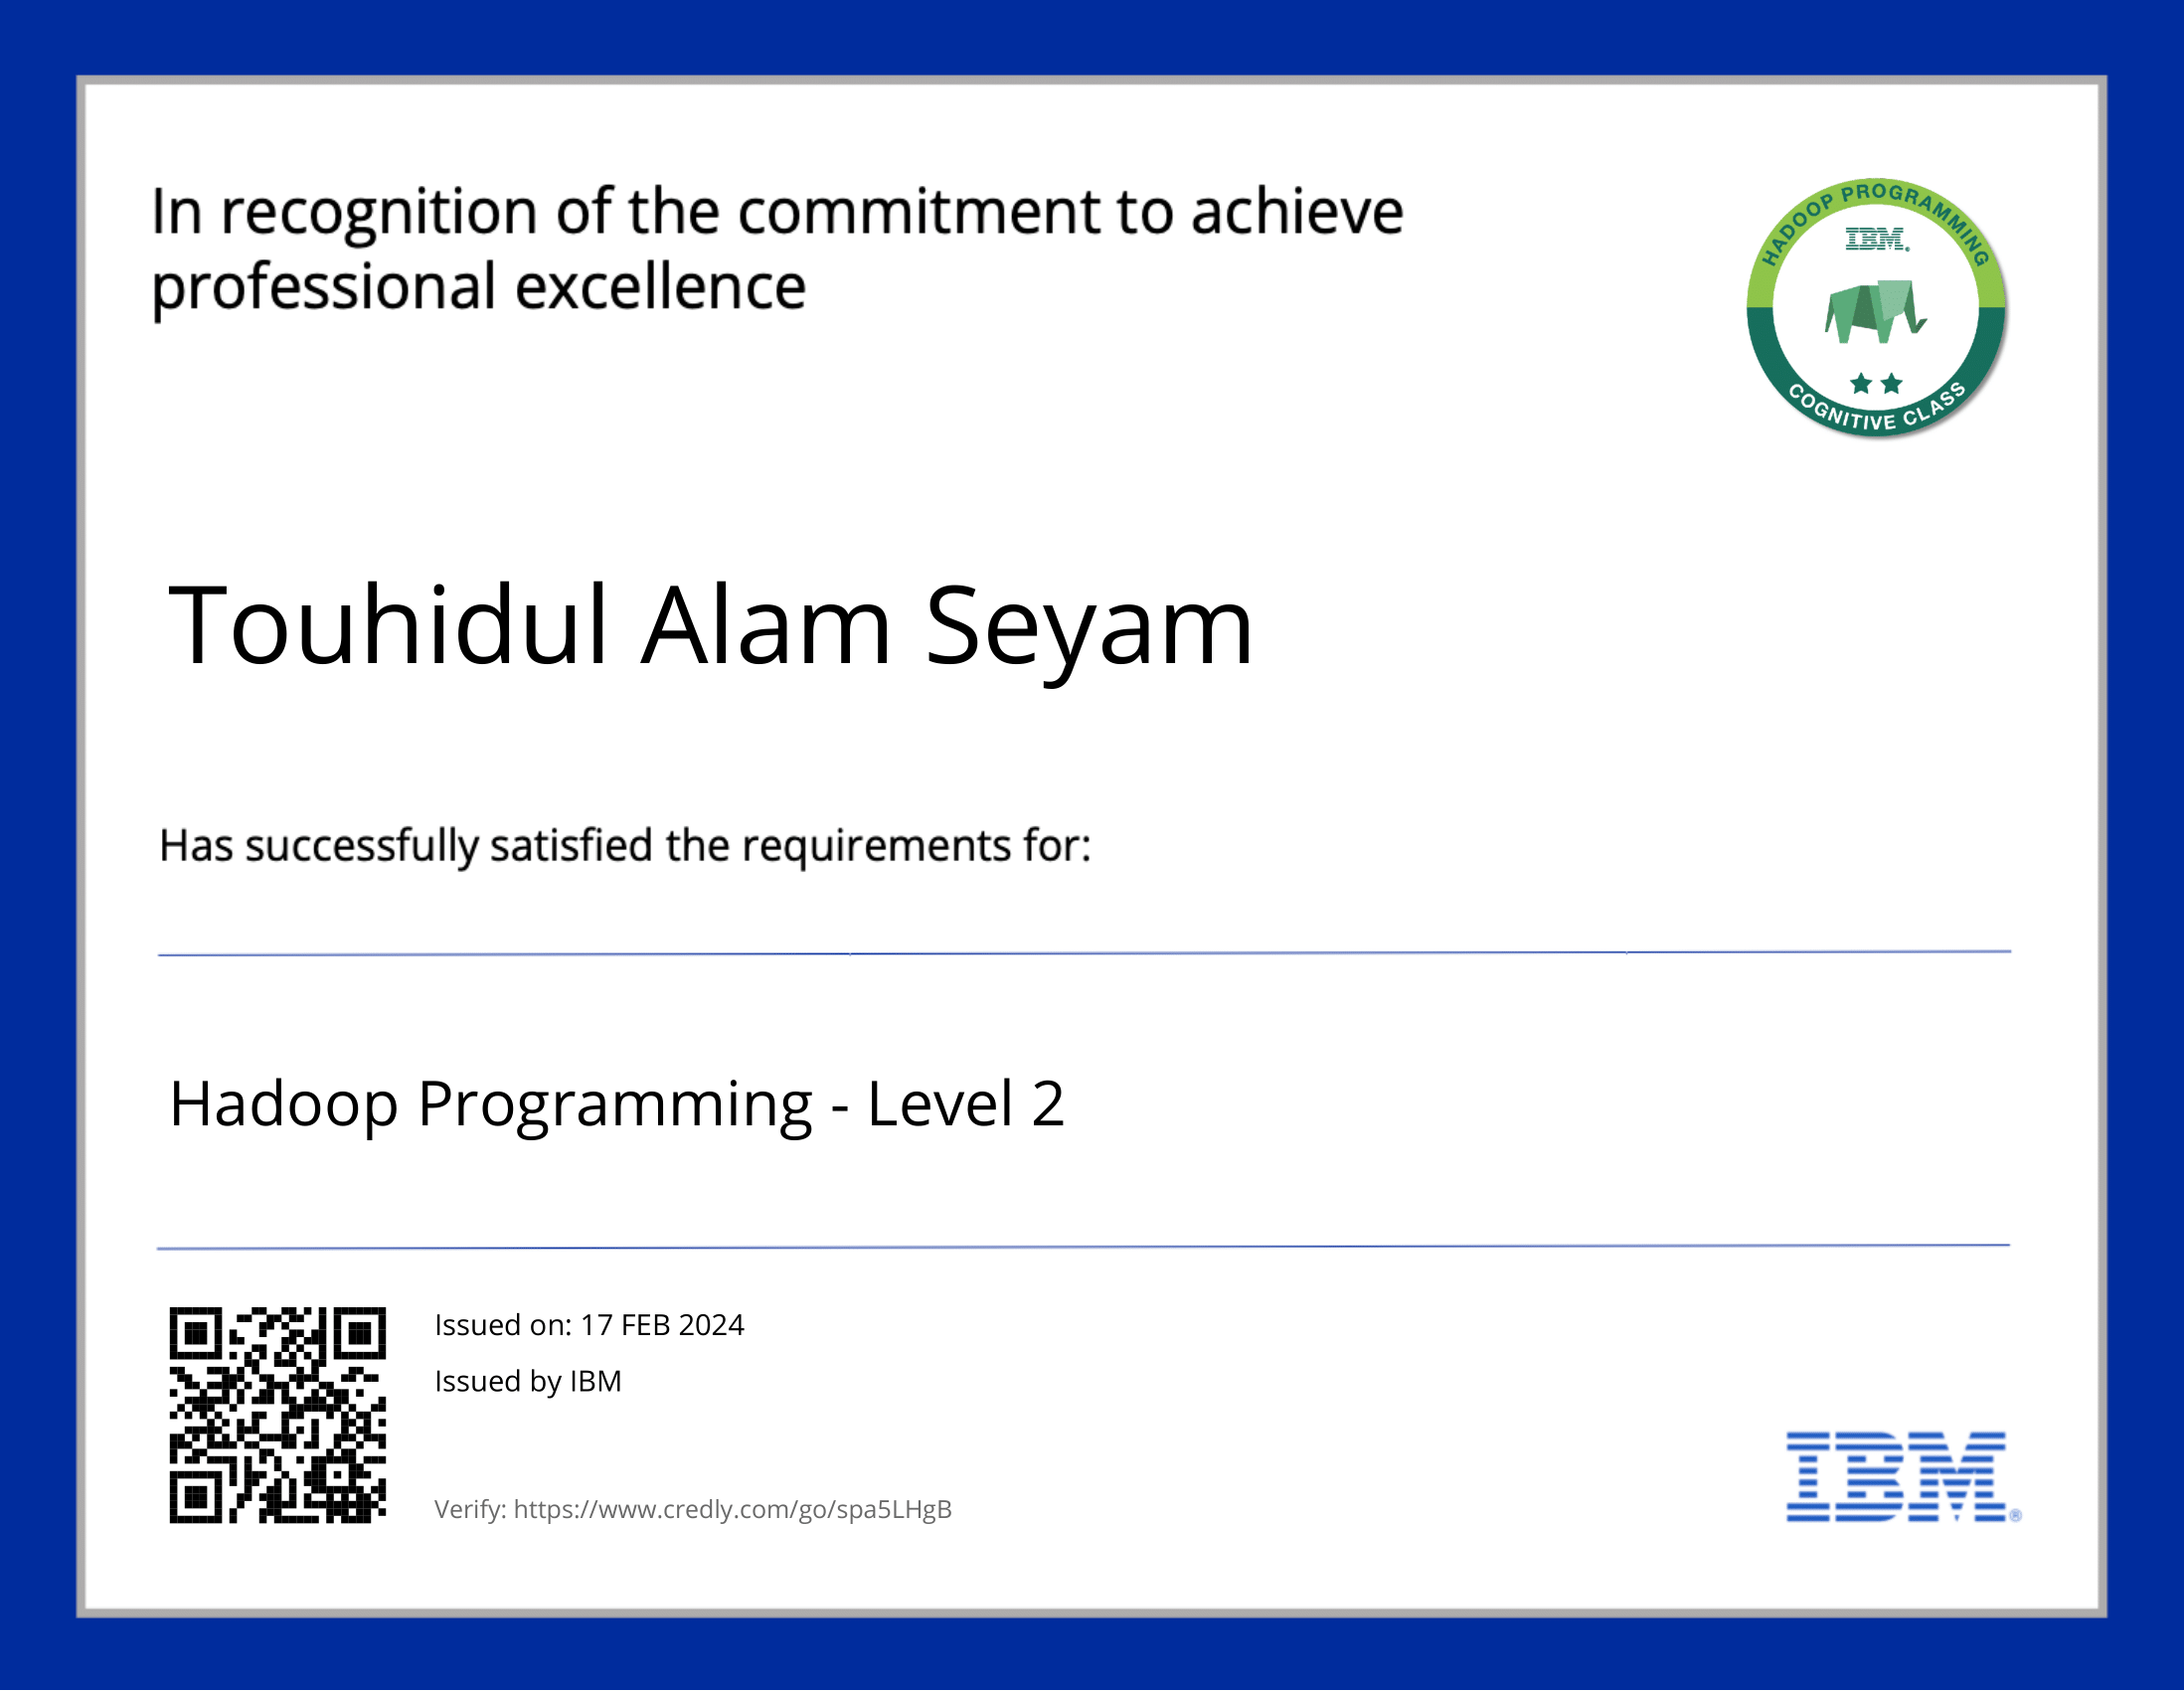 In recognition of the commitment to achieve
professional excellence
HADOOP PROGRAMMING
IBM®
COGNITIVE CLASS
Touhidul Alam Seyam
Has successfully satisfied the requirements for:
Hadoop Programming - Level 2
Issued on: 17 FEB 2024
Issued by IBM
Verify: https://www.credly.com/go/spa5LHgB
IBM®